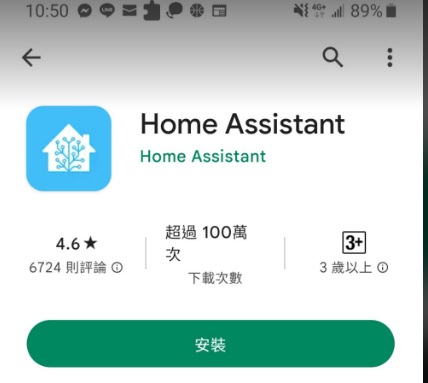 10:50 LINE 4G+ 89%
Home Assistant
Home Assistant
4.6★
6724 則評論
超過 100萬
次
下載次數
3+
3 歲以上
安裝